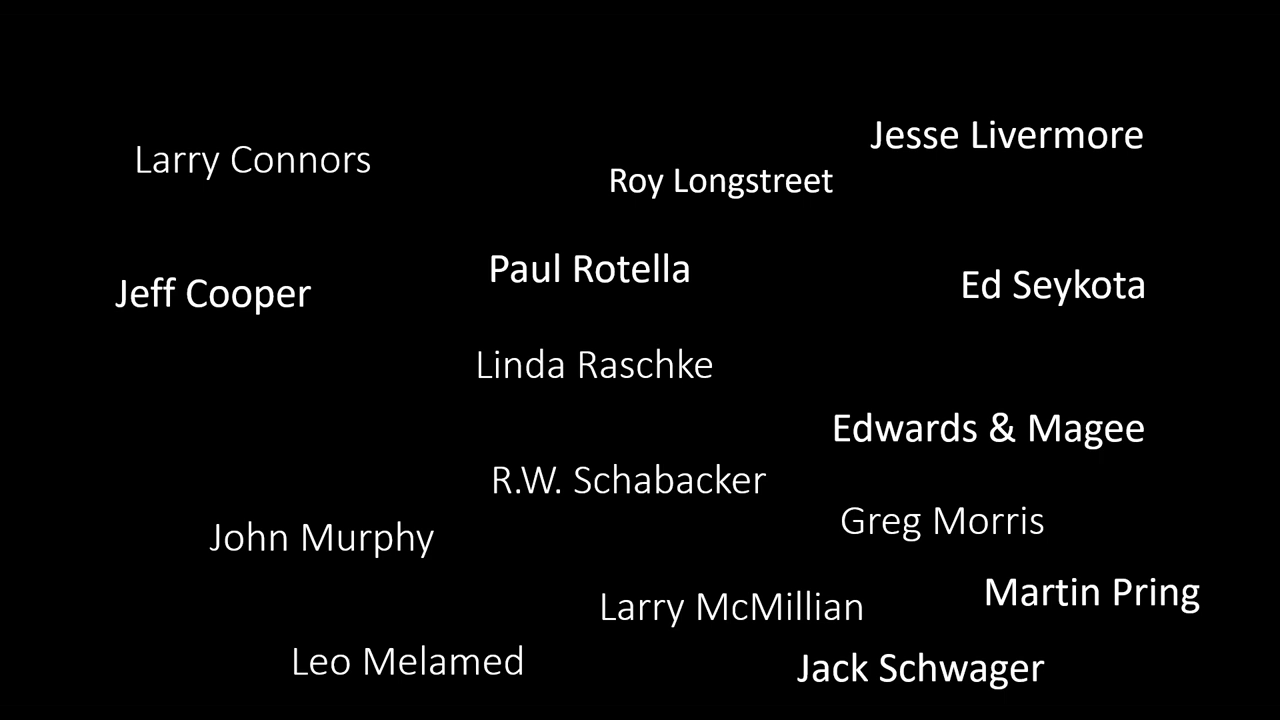 Jesse Livermore
Larry Connors
Roy Longstreet
Paul Rotella
Ed Seykota
Jeff Cooper
Linda Raschke
Edwards & Magee
R.W. Schabacker
Greg Morris
John Murphy
Martin Pring
Larry McMillian
Leo Melamed
Jack Schwager